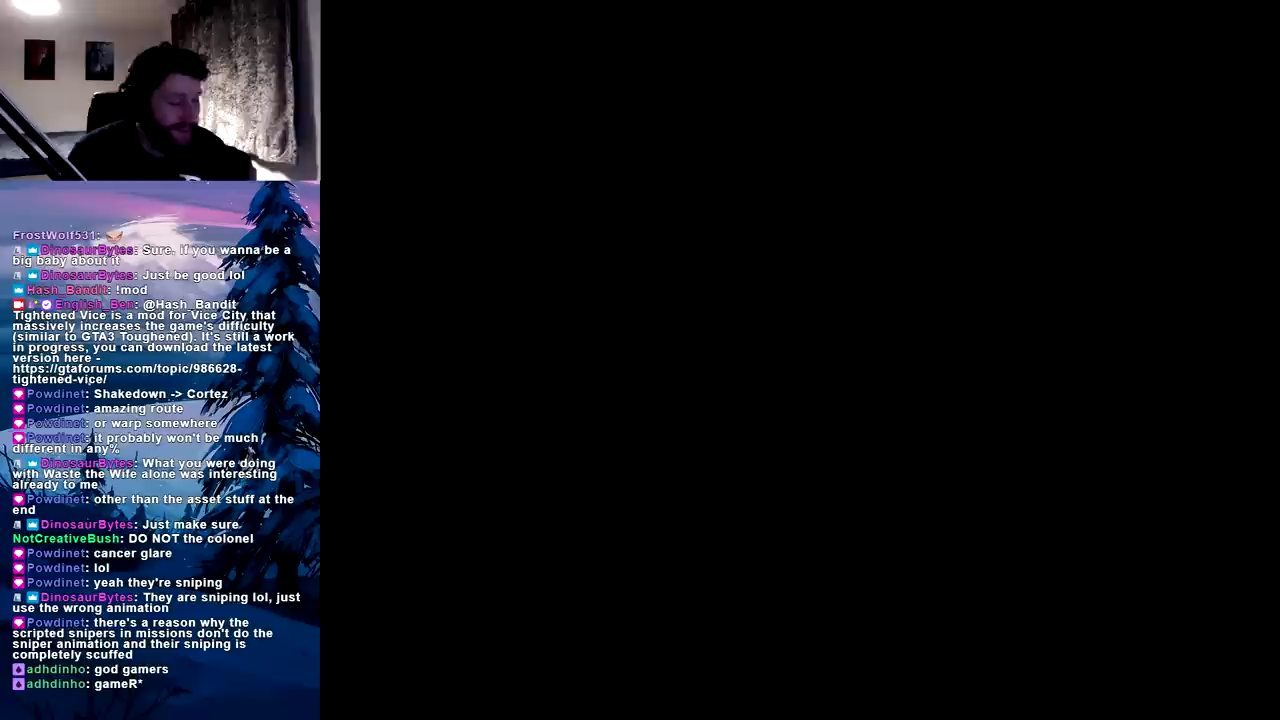 FrostWolf531:
DinosaurBytes: Sure, if you wanna be a
big baby about it
DinosaurBytes: Just be good lol
Hash_Bandit: !mod
English_Ben: @Hash_Bandit
Tightened Vice is a mod for Vice City that
massively increases the game's difficulty
(similar to GTA3 Toughened). It's still a work
in progress, you can download the latest
version here -
https://gtaforums.com/topic/986628-
tightened-vice/
Powdinet: Shakedown -> Cortez
Powdinet: amazing route
Powdinet: or warp somewhere
Powdinet: it probably won't be much
different in any%
DinosaurBytes: What you were doing
with Waste the Wife alone was interesting
already to me
Powdinet: other than the asset stuff at the
end
DinosaurBytes: Just make sure
NotCreativeBush: DO NOT the colonel
Powdinet: cancer glare
Powdinet: lol
Powdinet: yeah they're sniping
DinosaurBytes: They are sniping lol, just
use the wrong animation
Powdinet: there's a reason why the
scripted snipers in missions don't do the
sniper animation and their sniping is
completely scuffed
adhdinho: god gamers
adhdinho: gameR*